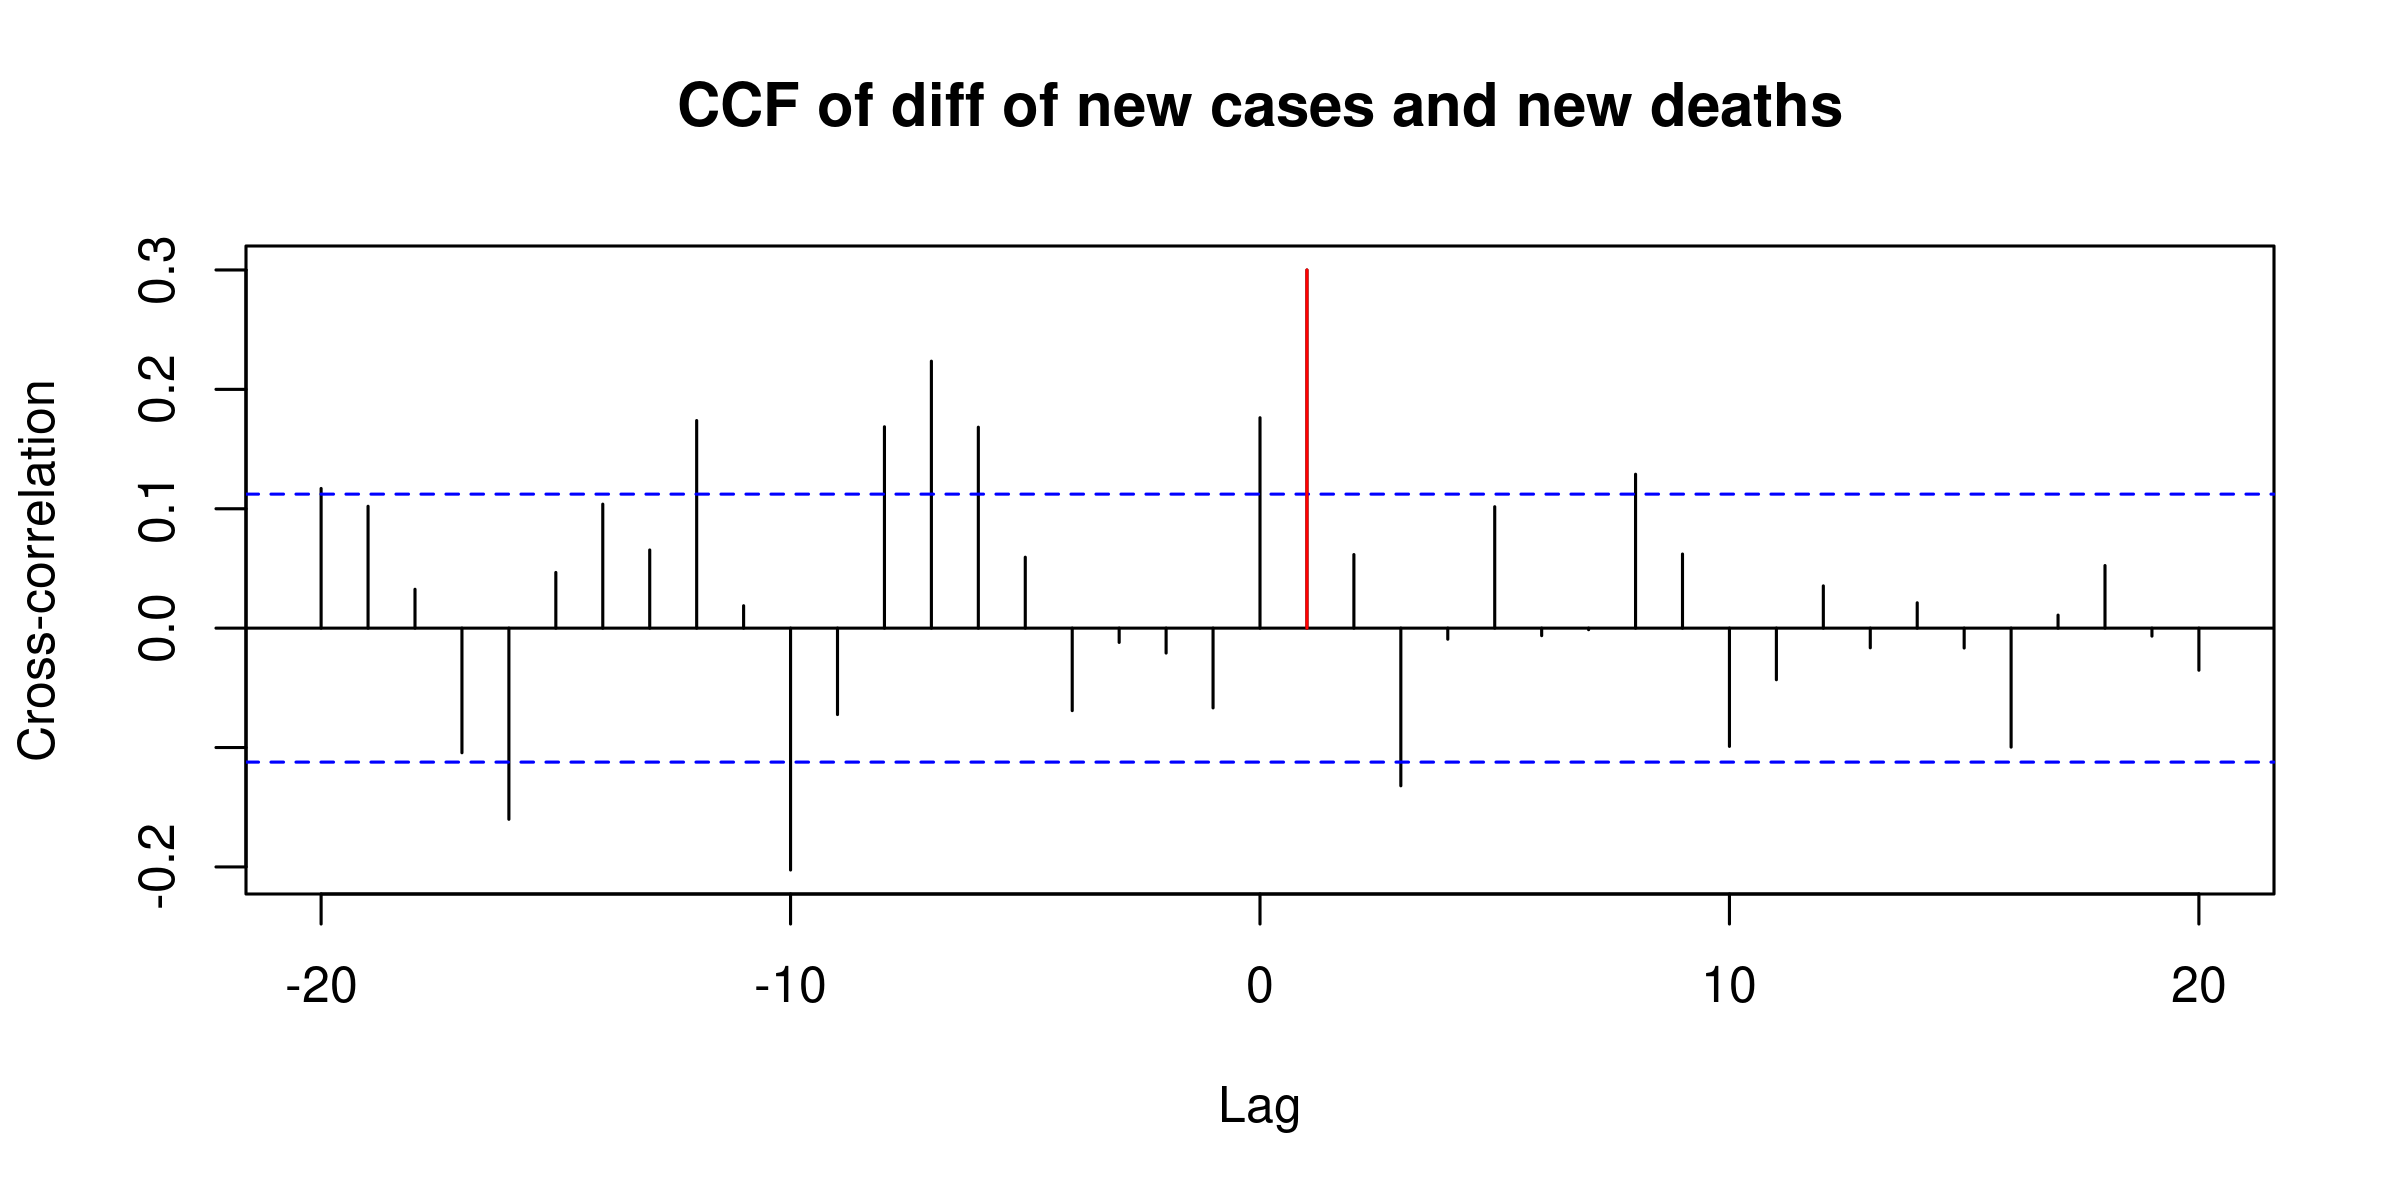 CCF of diff of new cases and new deaths
Cross-correlation
0.3
0.2
0.1
0.0
-0.2
-20 -10 0 10 20
Lag